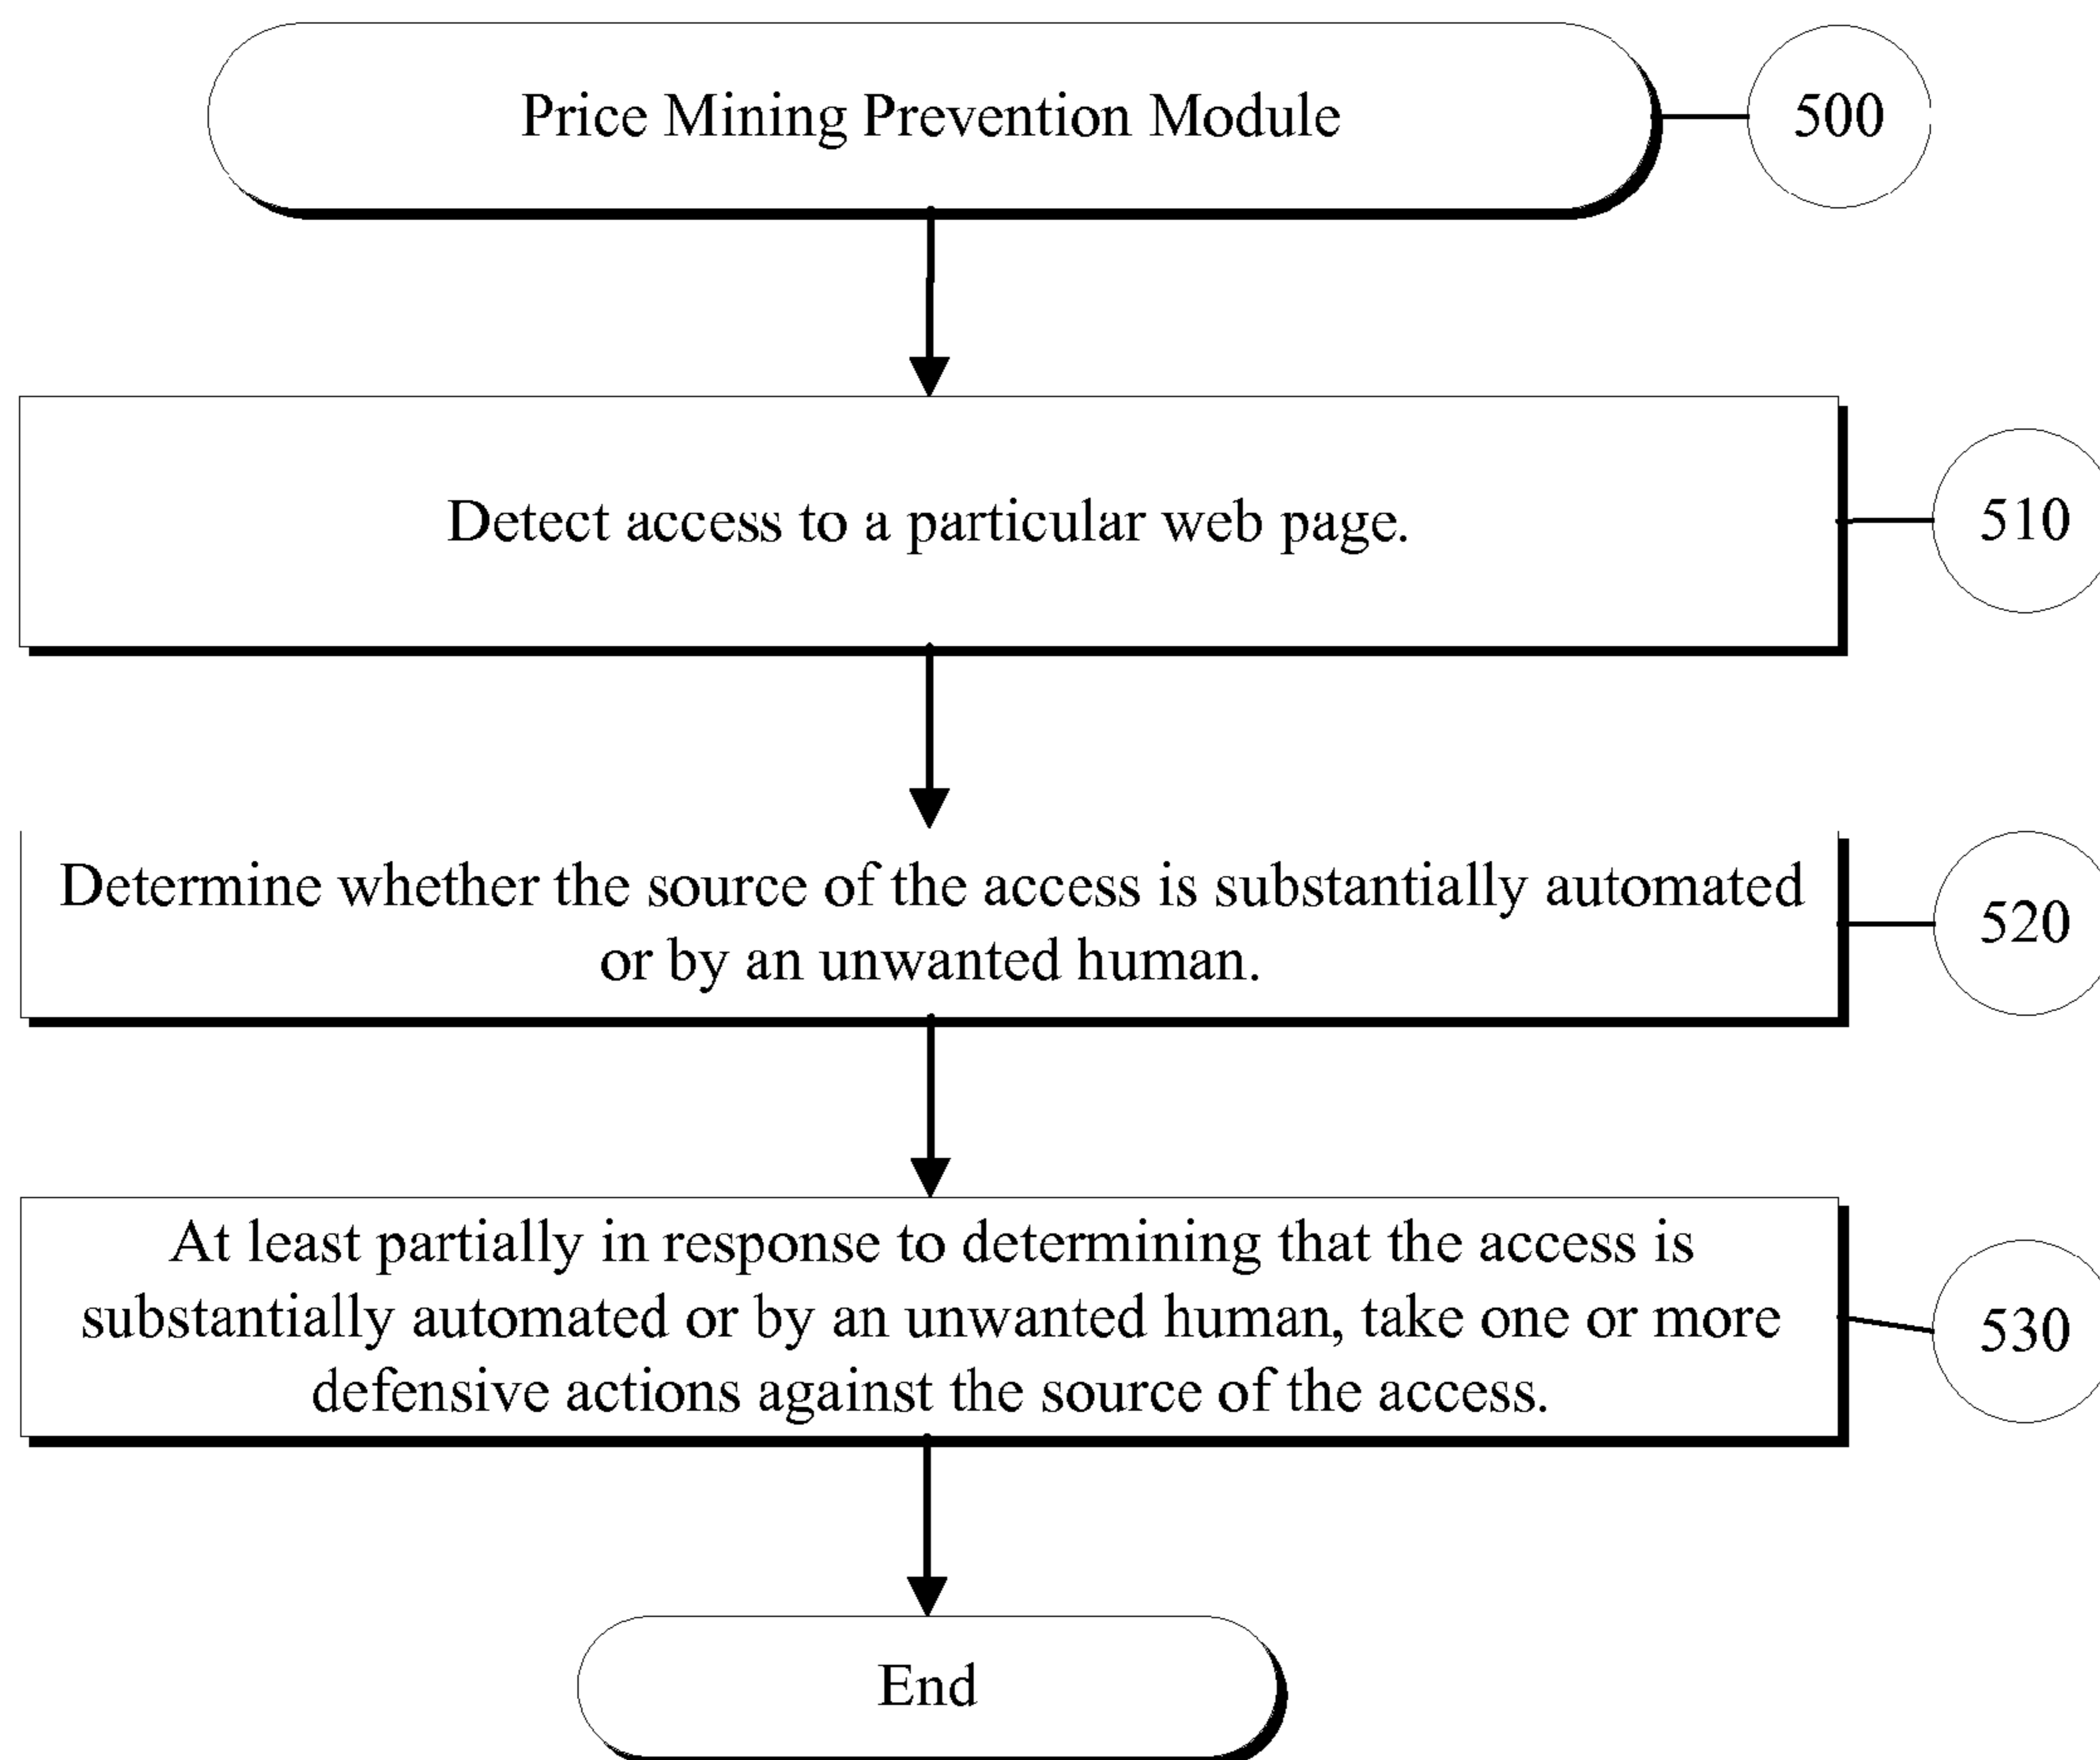 Price Mining Prevention Module
500
Detect access to a particular web page.
510
Determine whether the source of the access is substantially automated
or by an unwanted human.
520
At least partially in response to determining that the access is
substantially automated or by an unwanted human, take one or more
defensive actions against the source of the access.
530
End